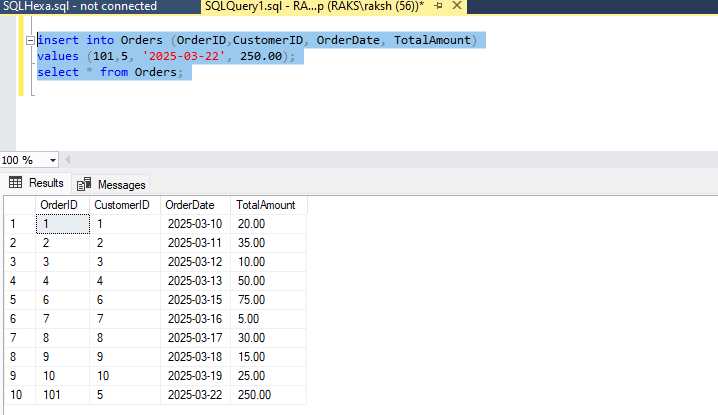 SQLHexa.sql - not connected
SQLQuery1.sql - RA...p (RAKS\raksh (56))*
insert into Orders (OrderID,CustomerID, OrderDate, TotalAmount)
values (101,5, '2025-03-22', 250.00);
select * from Orders;
100 %
Results Messages
OrderID CustomerID OrderDate TotalAmount
1 1 1 2025-03-10 20.00
2 2 2 2025-03-11 35.00
3 3 3 2025-03-12 10.00
4 4 4 2025-03-13 50.00
5 6 6 2025-03-15 75.00
6 7 7 2025-03-16 5.00
7 8 8 2025-03-17 30.00
8 9 9 2025-03-18 15.00
9 10 10 2025-03-19 25.00
10 101 5 2025-03-22 250.00